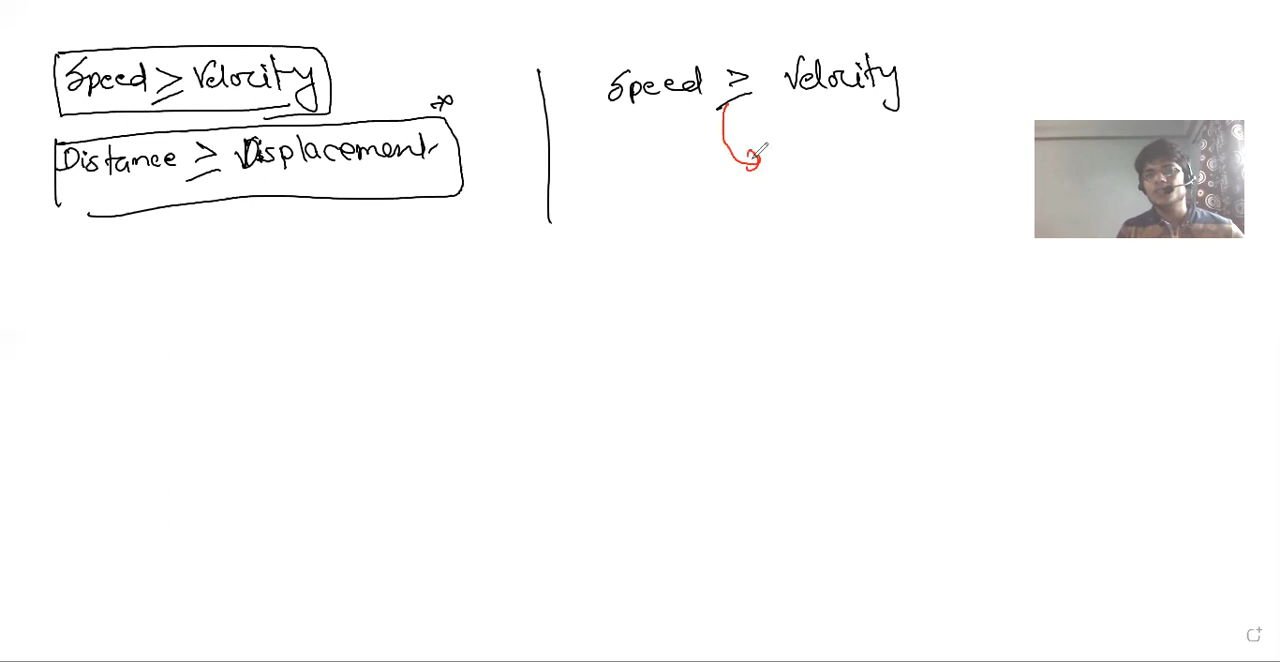 Speed ≥ Velocity
Distance ≥ Displacement
Speed ≥ Velocity